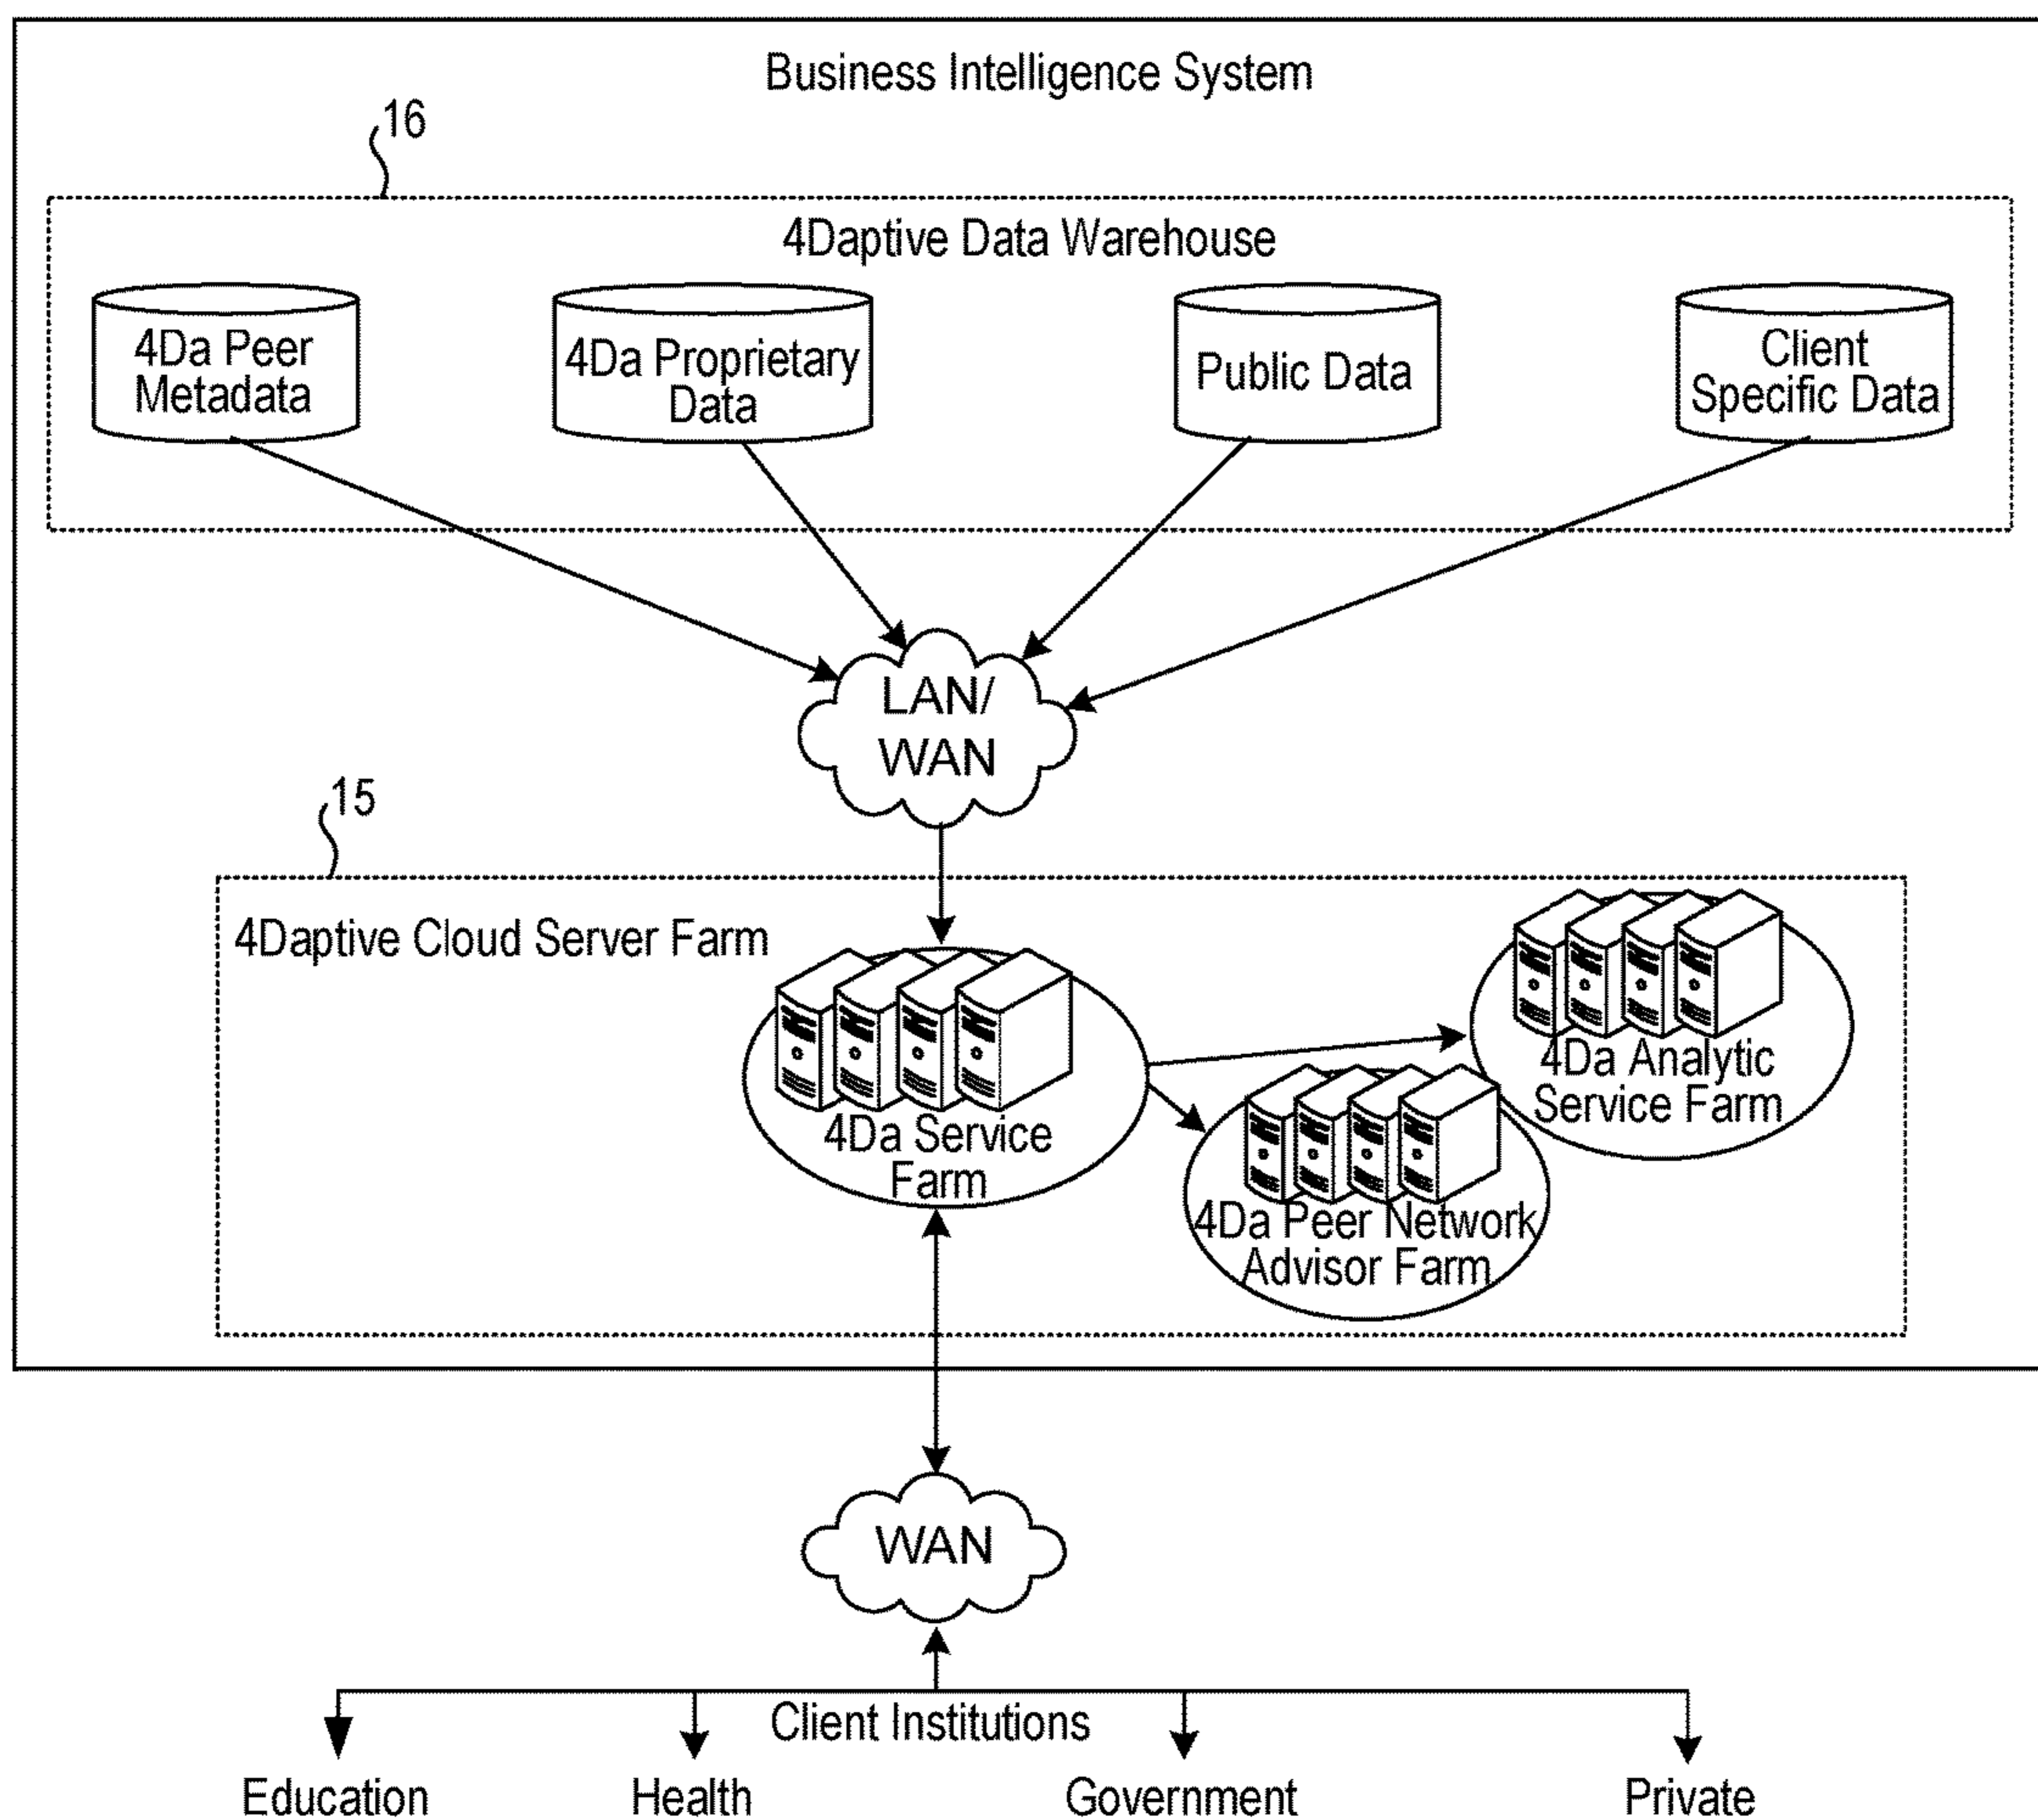 Business Intelligence System
16
4Daptive Data Warehouse
4Da Peer
Metadata
4Da Proprietary
Data
Public Data
Client
Specific Data
LAN/
WAN
15
4Daptive Cloud Server Farm
4Da Service
Farm
4Da Analytic
Service Farm
4Da Peer Network
Advisor Farm
WAN
Client Institutions
Education
Health
Government
Private